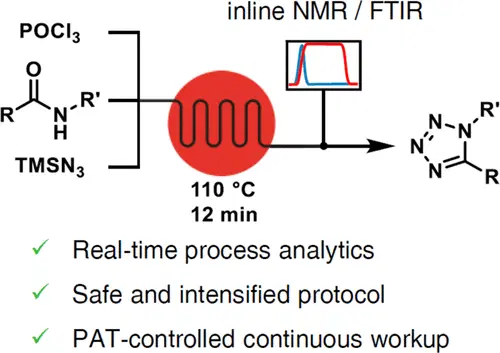 inline NMR / FTIR
POCl3
O
R
N
H
R'
TMSN3
110 °C
12 min
N
N
N
N
R'
R
Real-time process analytics
Safe and intensified protocol
PAT-controlled continuous workup